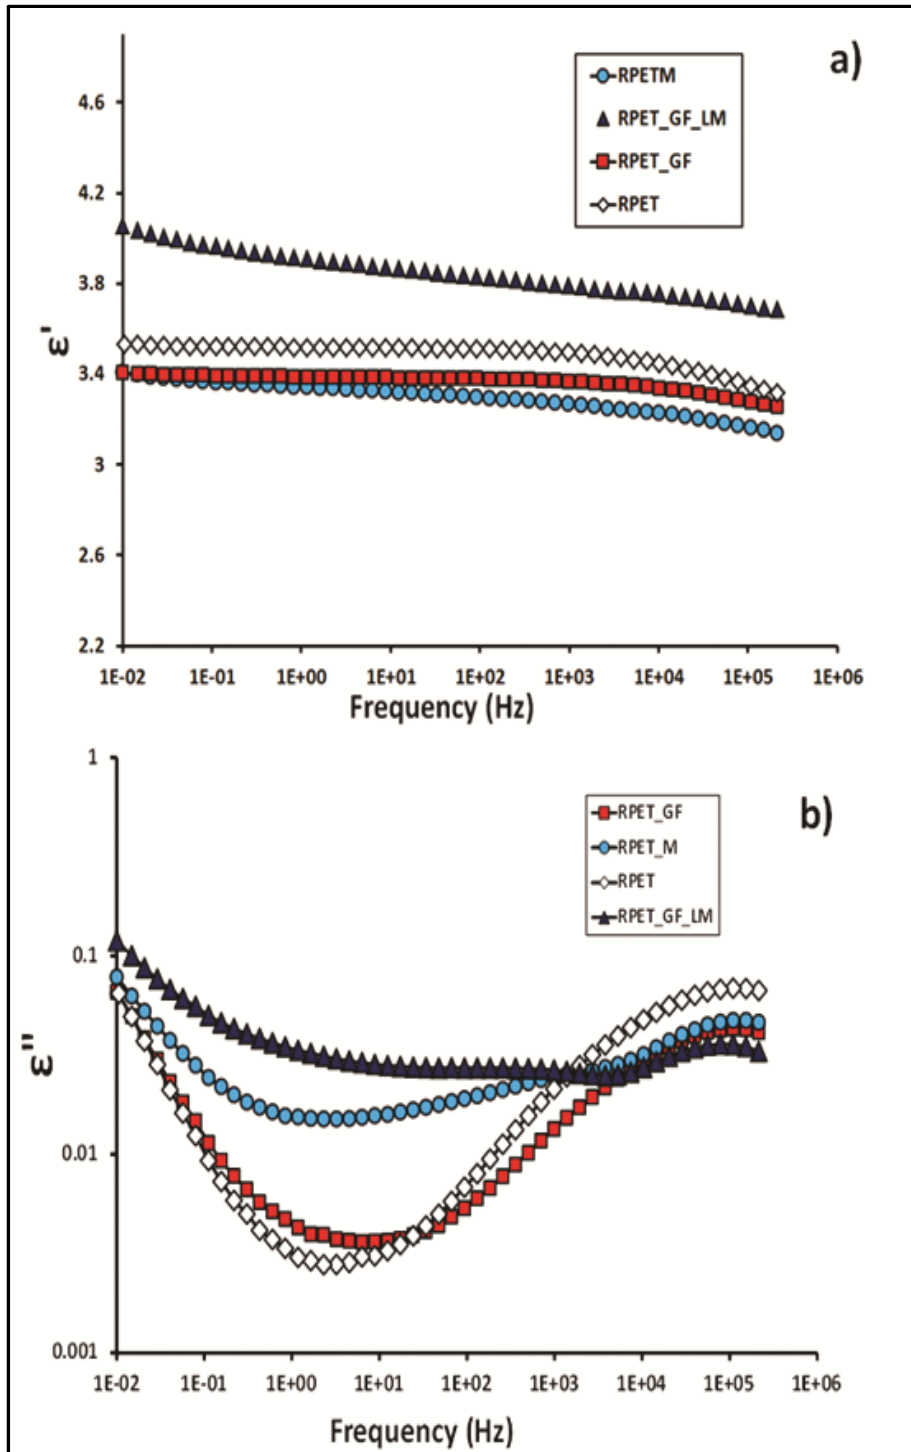 a)
RPETM
RPET_GF_LM
RPET_GF
RPET
4.6
4.2
3.8
3.4
3
2.6
2.2
ε'
1E-02 1E-01 1E+00 1E+01 1E+02 1E+03 1E+04 1E+05 1E+06
Frequency (Hz)
b)
RPET_GF
RPET_M
RPET
RPET_GF_LM
1
0.1
0.01
0.001
ε"
1E-02 1E-01 1E+00 1E+01 1E+02 1E+03 1E+04 1E+05 1E+06
Frequency (Hz)